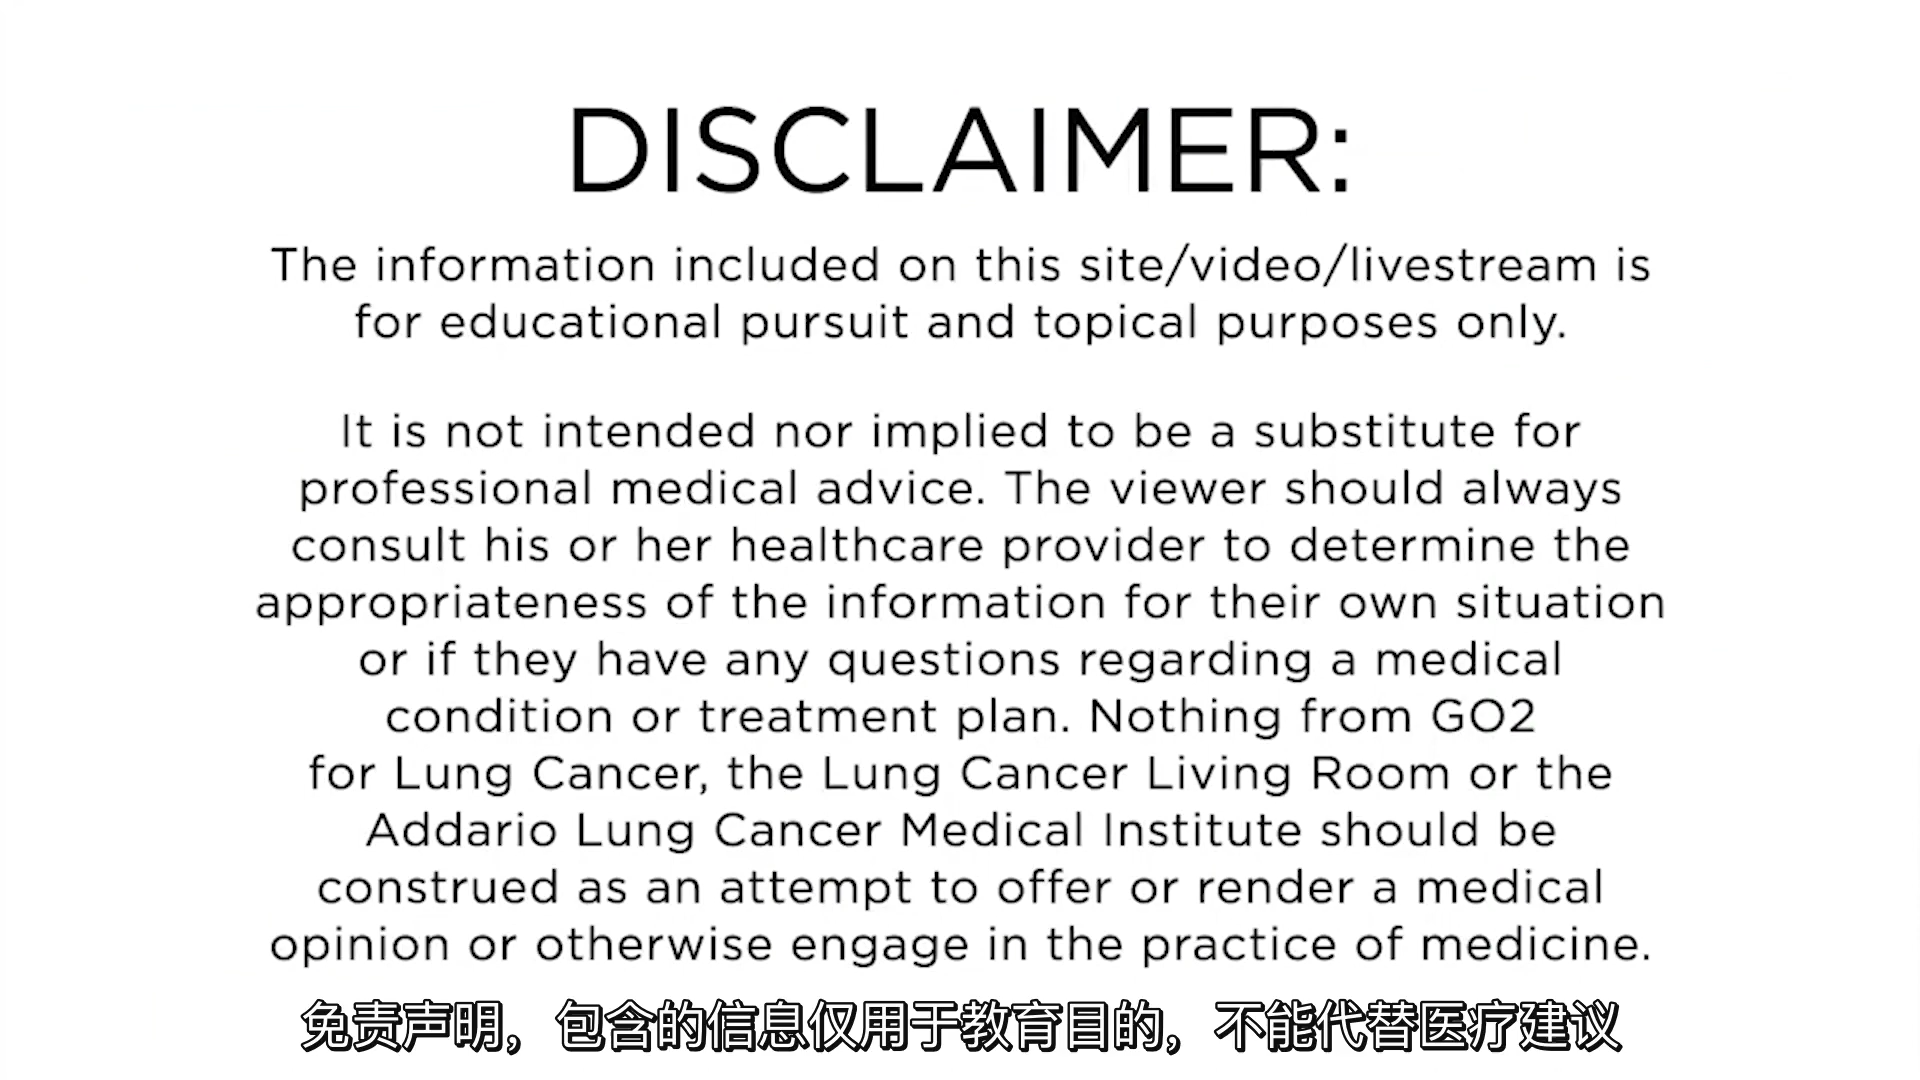 DISCLAIMER:
The information included on this site/video/livestream is
for educational pursuit and topical purposes only.
It is not intended nor implied to be a substitute for
professional medical advice. The viewer should always
consult his or her healthcare provider to determine the
appropriateness of the information for their own situation
or if they have any questions regarding a medical
condition or treatment plan. Nothing from GO2
for Lung Cancer, the Lung Cancer Living Room or the
Addario Lung Cancer Medical Institute should be
construed as an attempt to offer or render a medical
opinion or otherwise engage in the practice of medicine.
免责声明，包含的信息仅用于教育目的，不能代替医疗建议